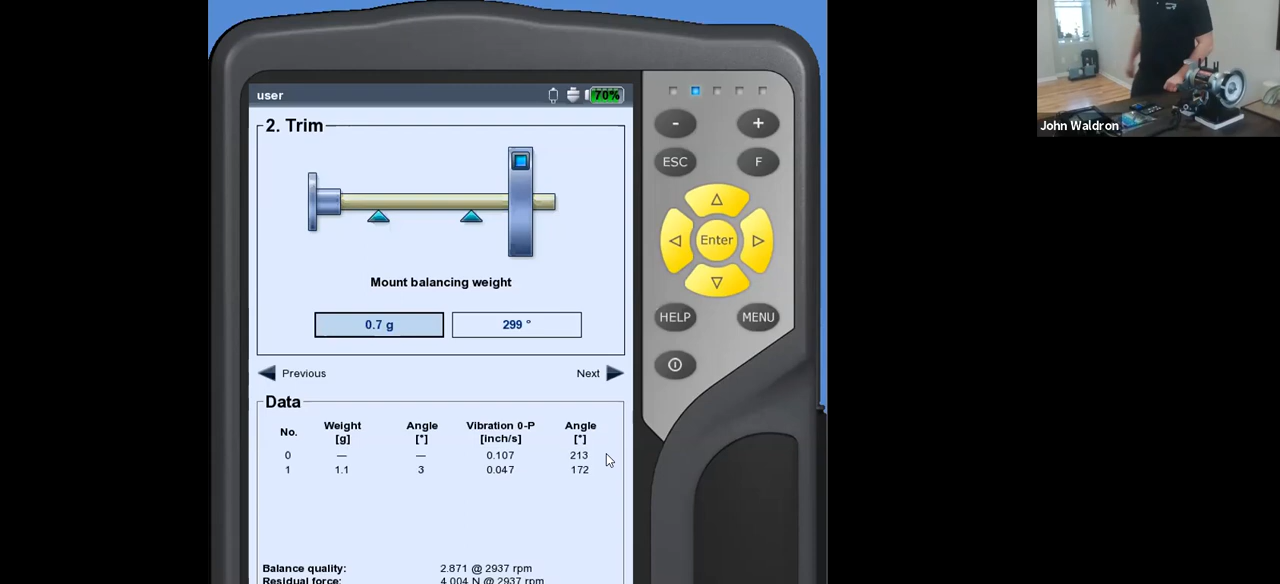 user
70%
John Waldron
2. Trim
- +
ESC F
Enter
Mount balancing weight
HELP MENU
0.7 g 299 °
Previous Next
Data
No. Weight [g] Angle [°] Vibration 0-P [inch/s] Angle [°]
0 — — 0.107 213
1 1.1 3 0.047 172
Balance quality: 2.871 @ 2937 rpm
Residual force: 4.004 N @ 2937 rpm